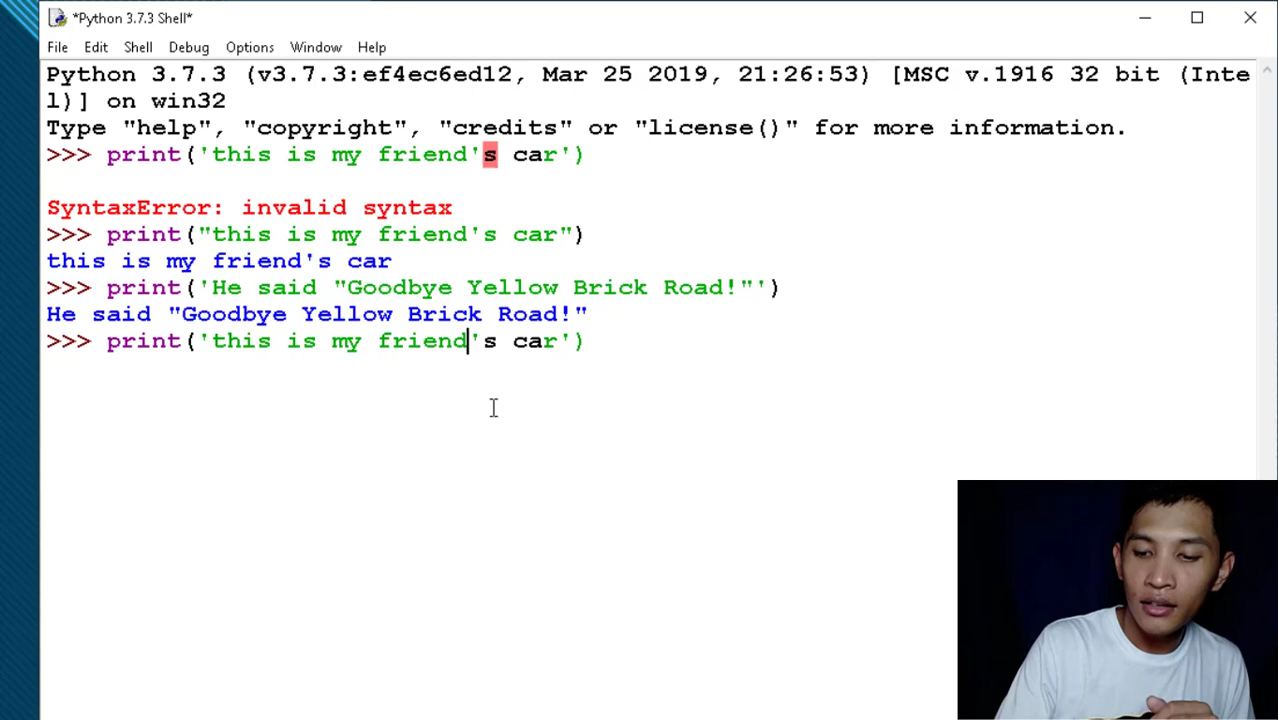 *Python 3.7.3 Shell*
File Edit Shell Debug Options Window Help
Python 3.7.3 (v3.7.3:ef4ec6ed12, Mar 25 2019, 21:26:53) [MSC v.1916 32 bit (Inte
l)] on win32
Type "help", "copyright", "credits" or "license()" for more information.
>>> print('this is my friend's car')
SyntaxError: invalid syntax
>>> print("this is my friend's car")
this is my friend's car
>>> print('He said "Goodbye Yellow Brick Road!"')
He said "Goodbye Yellow Brick Road!"
>>> print('this is my friend's car')